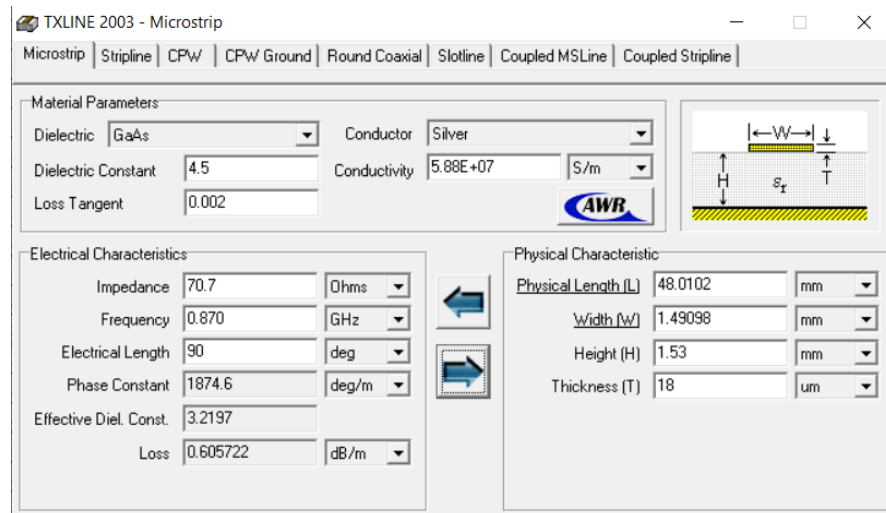 TXLINE 2003 - Microstrip
Microstrip Stripline CPW CPW Ground Round Coaxial Slotline Coupled MSLine Coupled Stripline
Material Parameters
Dielectric GaAs Conductor Silver
Dielectric Constant 4.5 Conductivity 5.88E+07 S/m
Loss Tangent 0.002 AWR
W
H
εr
T
Electrical Characteristics
Impedance 70.7 Ohms
Frequency 0.870 GHz
Electrical Length 90 deg
Phase Constant 1874.6 deg/m
Effective Diel. Const. 3.2197
Loss 0.605722 dB/m
Physical Characteristic
Physical Length (L) 48.0102 mm
Width (W) 1.49098 mm
Height (H) 1.53 mm
Thickness (T) 18 um